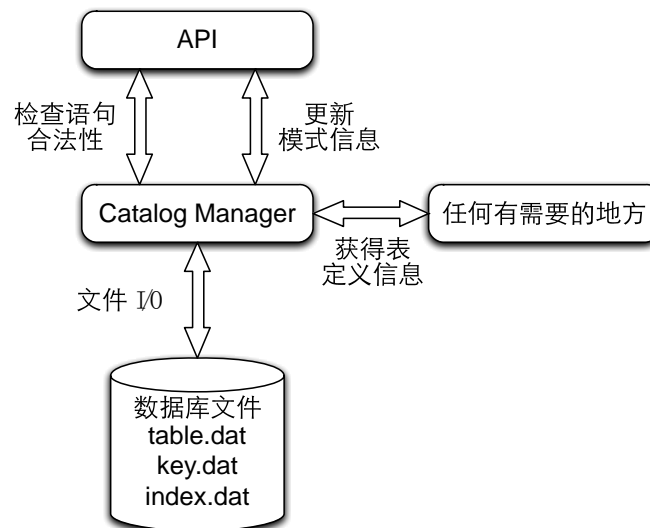 API
检查语句
合法性
更新
模式信息
Catalog Manager
任何有需要的地方
获得表
定义信息
文件 I/O
数据库文件
table.dat
key.dat
index.dat